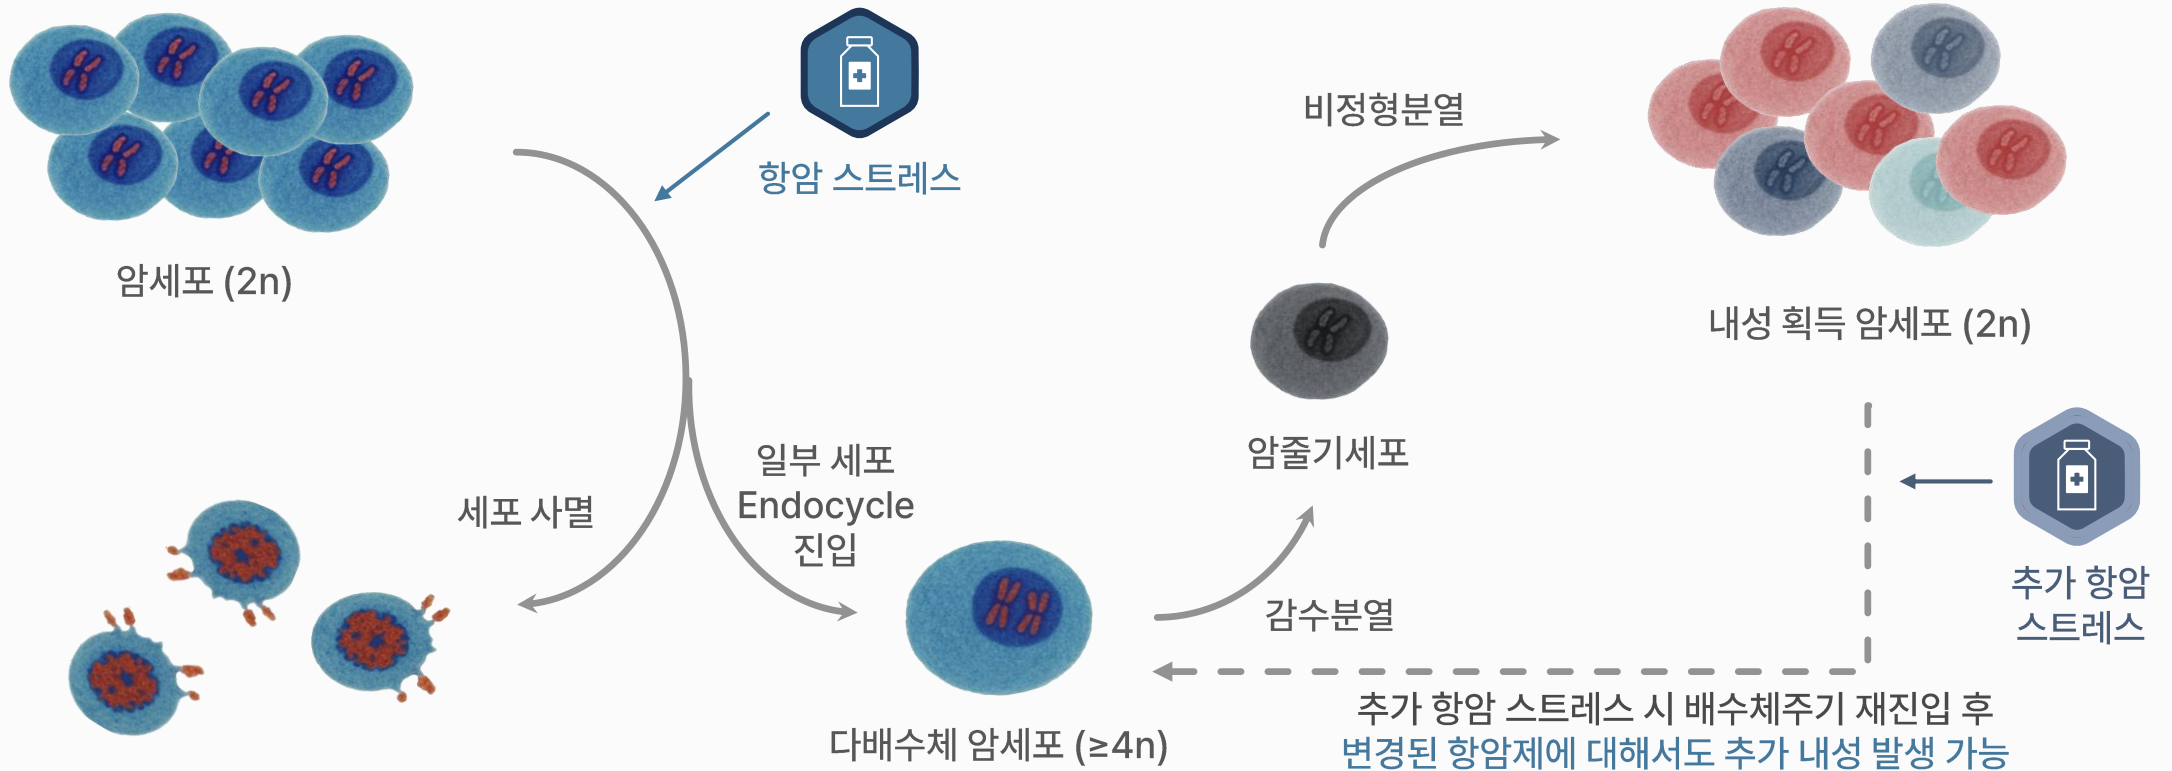 항암 스트레스
암세포 (2n)
세포 사멸
일부 세포
Endocycle
진입
다배수체 암세포 (≥4n)
감수분열
암줄기세포
비정형분열
내성 획득 암세포 (2n)
추가 항암
스트레스
추가 항암 스트레스 시 배수체주기 재진입 후
변경된 항암제에 대해서도 추가 내성 발생 가능